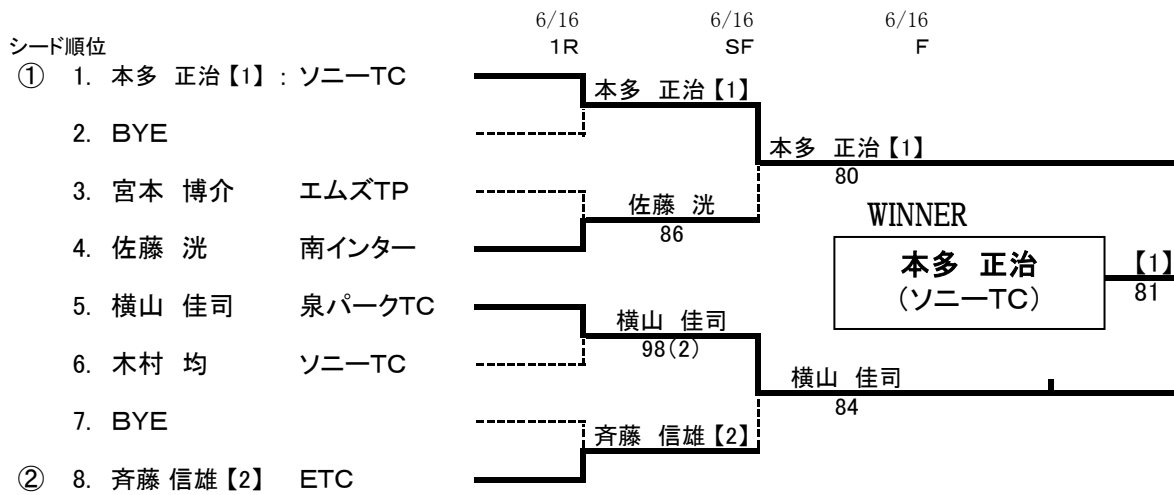 6/16 6/16 6/16
シード順位 1R SF F
① 1. 本多 正治【1】: ソニーTC
本多 正治【1】
2. BYE
本多 正治【1】
80
3. 宮本 博介 エムズTP
佐藤 洸
86
WINNER
4. 佐藤 洸 南インター
本多 正治 【1】
(ソニーTC) 81
5. 横山 佳司 泉パークTC
横山 佳司
98(2)
6. 木村 均 ソニーTC
横山 佳司
84
7. BYE
斉藤 信雄【2】
② 8. 斉藤 信雄【2】 ETC